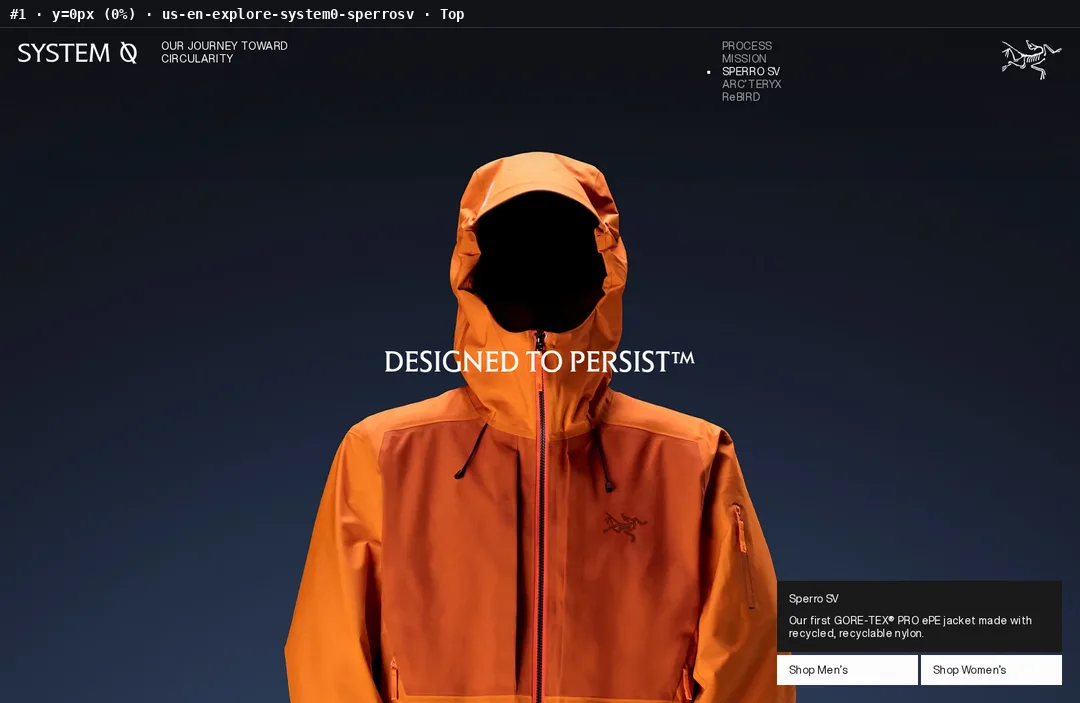 #1 · y=0px (0%) · us-en-explore-system0-sperrosv · Top
SYSTEM 0
OUR JOURNEY TOWARD
CIRCULARITY
PROCESS
MISSION
SPERRO SV
ARC'TERYX
ReBIRD
DESIGNED TO PERSIST™
Sperro SV
Our first GORE-TEX® PRO ePE jacket made with
recycled, recyclable nylon.
Shop Men's
Shop Women's